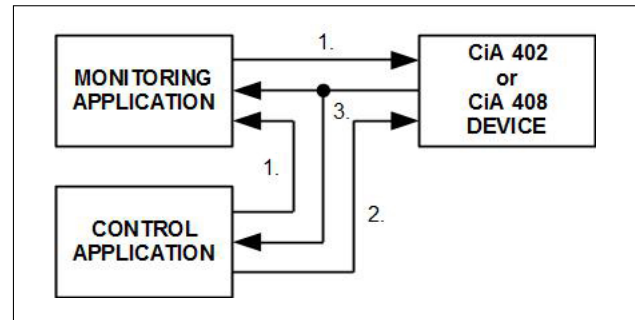 1.
MONITORING
APPLICATION
CiA 402
or
CiA 408
DEVICE
3.
1.
2.
CONTROL
APPLICATION